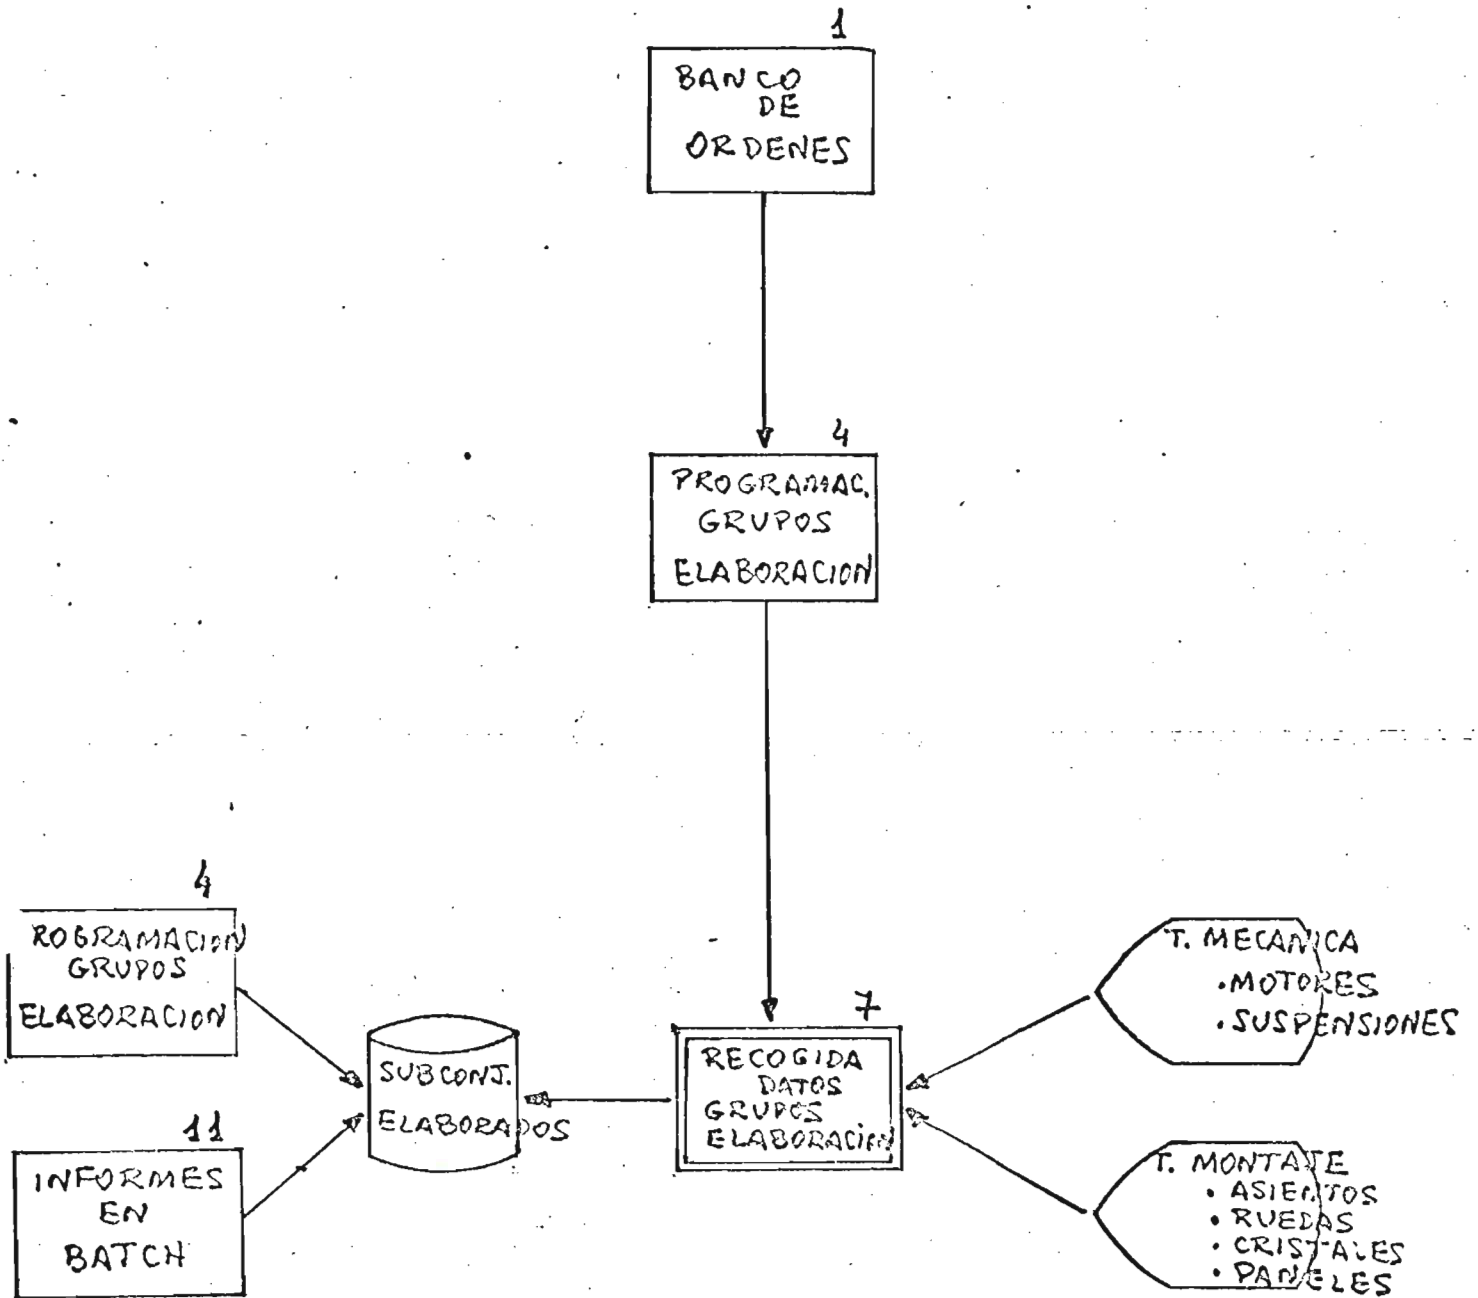 1
BANCO
DE
ORDENES
4
PROGRAMAC.
GRUPOS
ELABORACION
4
ROGRAMACION
GRUPOS
ELABORACION
11
INFORMES
EN
BATCH
SUBCONJ.
ELABORADOS
7
RECOGIDA
DATOS
GRUPOS
ELABORACION
T. MECANICA
• MOTORES
• SUSPENSIONES
T. MONTAJE
• ASIENTOS
• RUEDAS
• CRISTALES
• PANELES